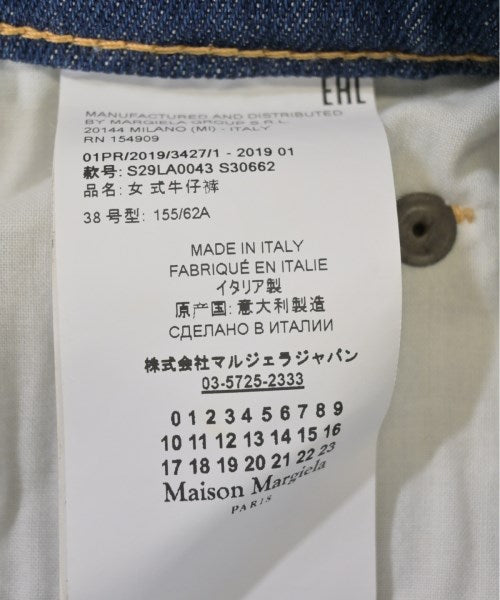 EAC
MANUFACTURED AND DISTRIBUTED
BY MARGIELA GROUP S.R.L.
20144 MILANO (MI) - ITALY
RN 154909
01PR/2019/3427/1 - 2019 01
款号: S29LA0043 S30662
品名: 女 式牛仔裤
38 号型: 155/62A
MADE IN ITALY
FABRIQUÉ EN ITALIE
イタリア製
原产国: 意大利製造
СДЕЛАНО В ИТАЛИИ
株式会社マルジェラジャパン
03-5725-2333
0 1 2 3 4 5 6 7 8 9
10 11 12 13 14 15 16
17 18 19 20 21 22 23
Maison Margiela
PARIS